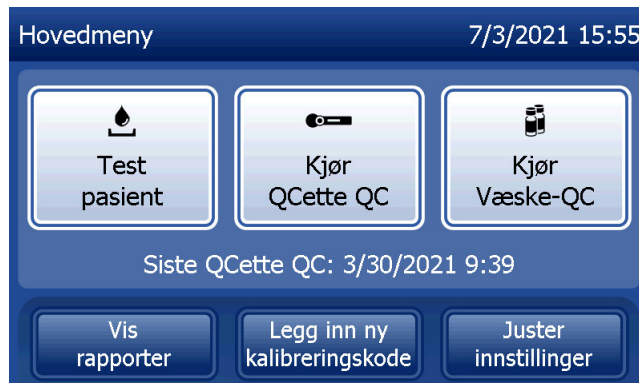 Hovedmeny 7/3/2021 15:55
Test
pasient
Kjør
QCette QC
Kjør
Væske-QC
Siste QCette QC: 3/30/2021 9:39
Vis
rapporter
Legg inn ny
kalibreringskode
Juster
innstillinger